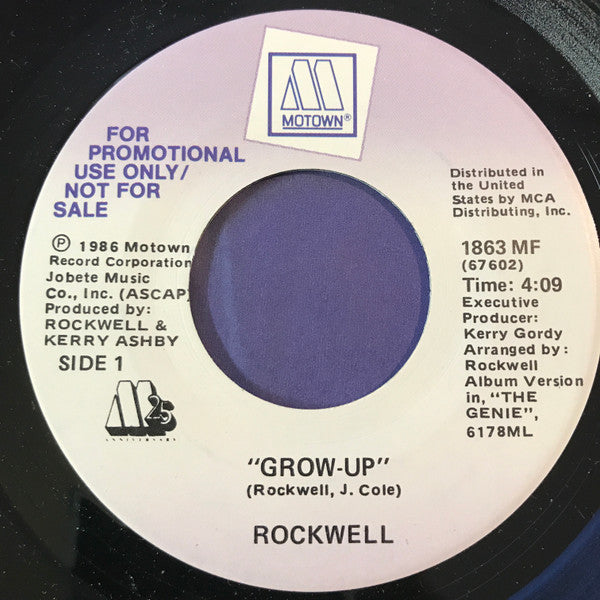 MOTOWN®
FOR
PROMOTIONAL
USE ONLY/
NOT FOR
SALE
Ⓟ 1986 Motown
Record Corporation
Jobete Music
Co., Inc. (ASCAP)
Produced by:
ROCKWELL &
KERRY ASHBY
SIDE 1
M25
ANNIVERSARY
Distributed in
the United
States by MCA
Distributing, Inc.
1863 MF
(67602)
Time: 4:09
Executive
Producer:
Kerry Gordy
Arranged by:
Rockwell
Album Version
in, "THE
GENIE",
6178ML
"GROW-UP"
(Rockwell, J. Cole)
ROCKWELL